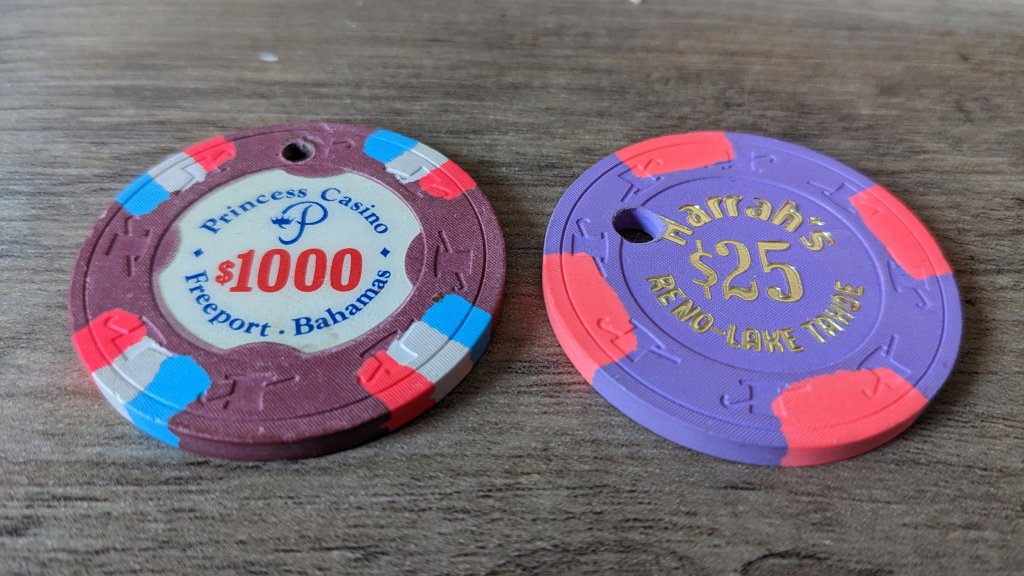 Princess Casino
P
$1000
Freeport · Bahamas
Harrah's
$25
RENO-LAKE TAHOE